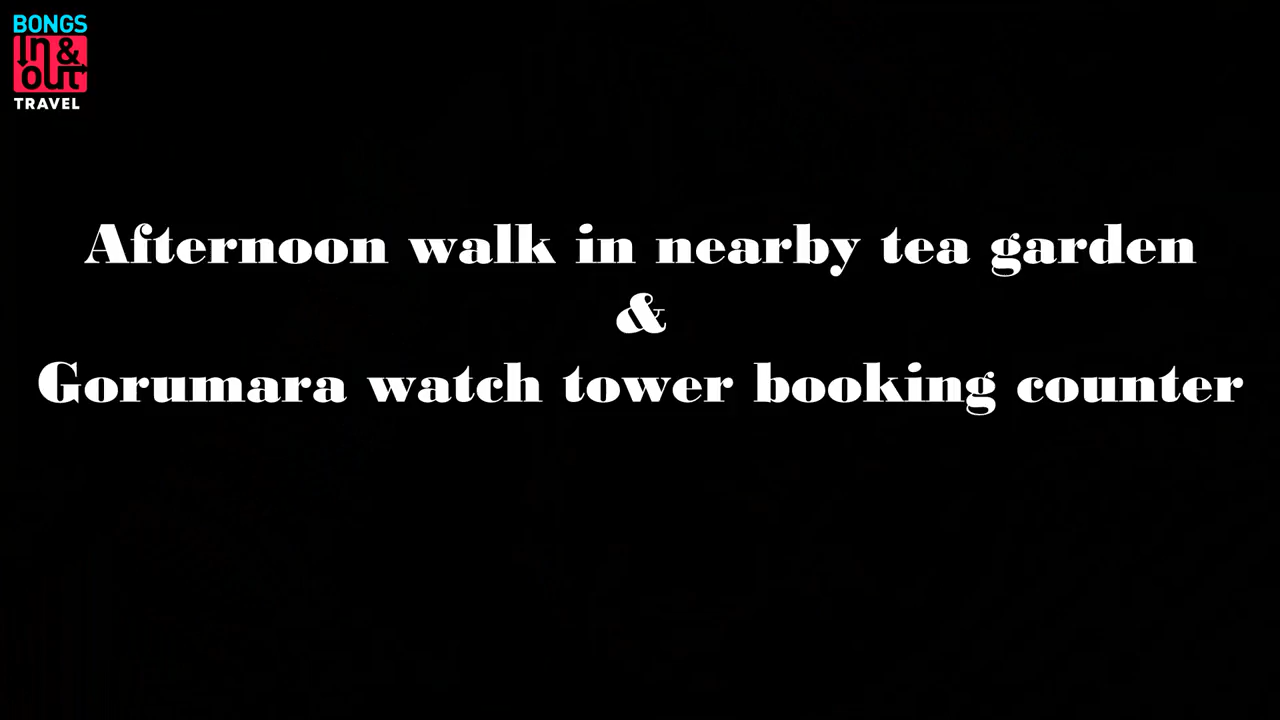 BONGS
in &
out
TRAVEL
Afternoon walk in nearby tea garden
&
Gorumara watch tower booking counter